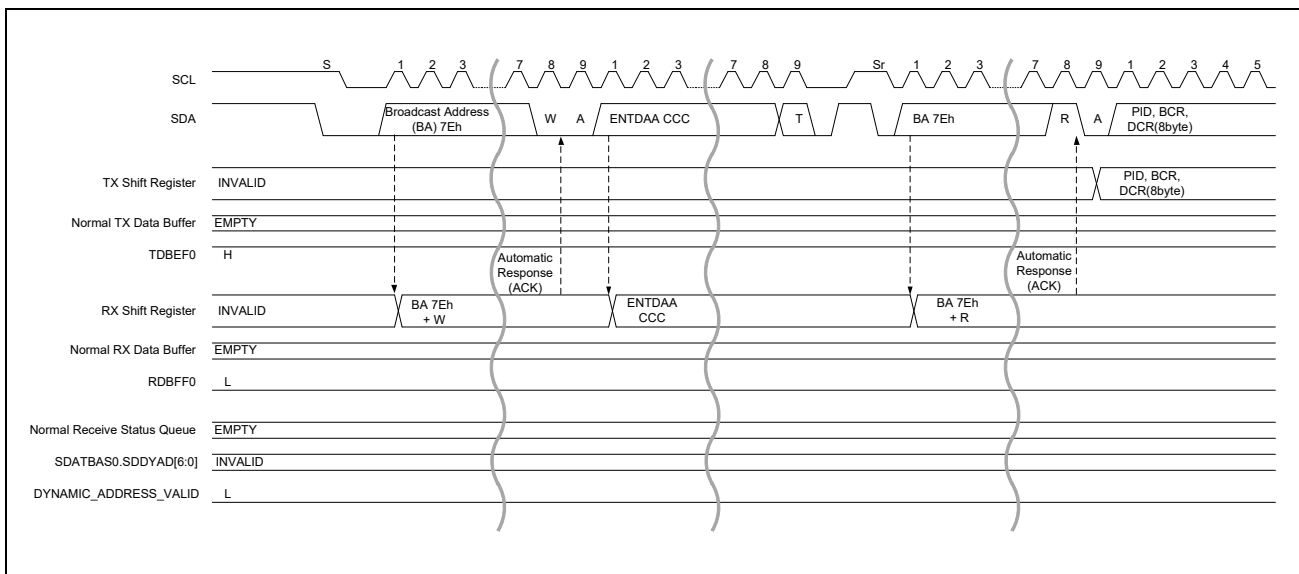 S 1 2 3 7 8 9 1 2 3 7 8 9 Sr 1 2 3 7 8 9 1 2 3 4 5
SCL
SDA
Broadcast Address
(BA) 7Eh
W A
ENTDAA CCC
T
BA 7Eh
R A
PID, BCR,
DCR(8byte)
TX Shift Register
INVALID
PID, BCR,
DCR(8byte)
Normal TX Data Buffer
EMPTY
TDBEF0
H
Automatic
Response
(ACK)
Automatic
Response
(ACK)
RX Shift Register
INVALID
BA 7Eh
+ W
ENTDAA
CCC
BA 7Eh
+ R
Normal RX Data Buffer
EMPTY
RDBFF0
L
Normal Receive Status Queue
EMPTY
SDATBAS0.SDDYAD[6:0]
INVALID
DYNAMIC_ADDRESS_VALID
L